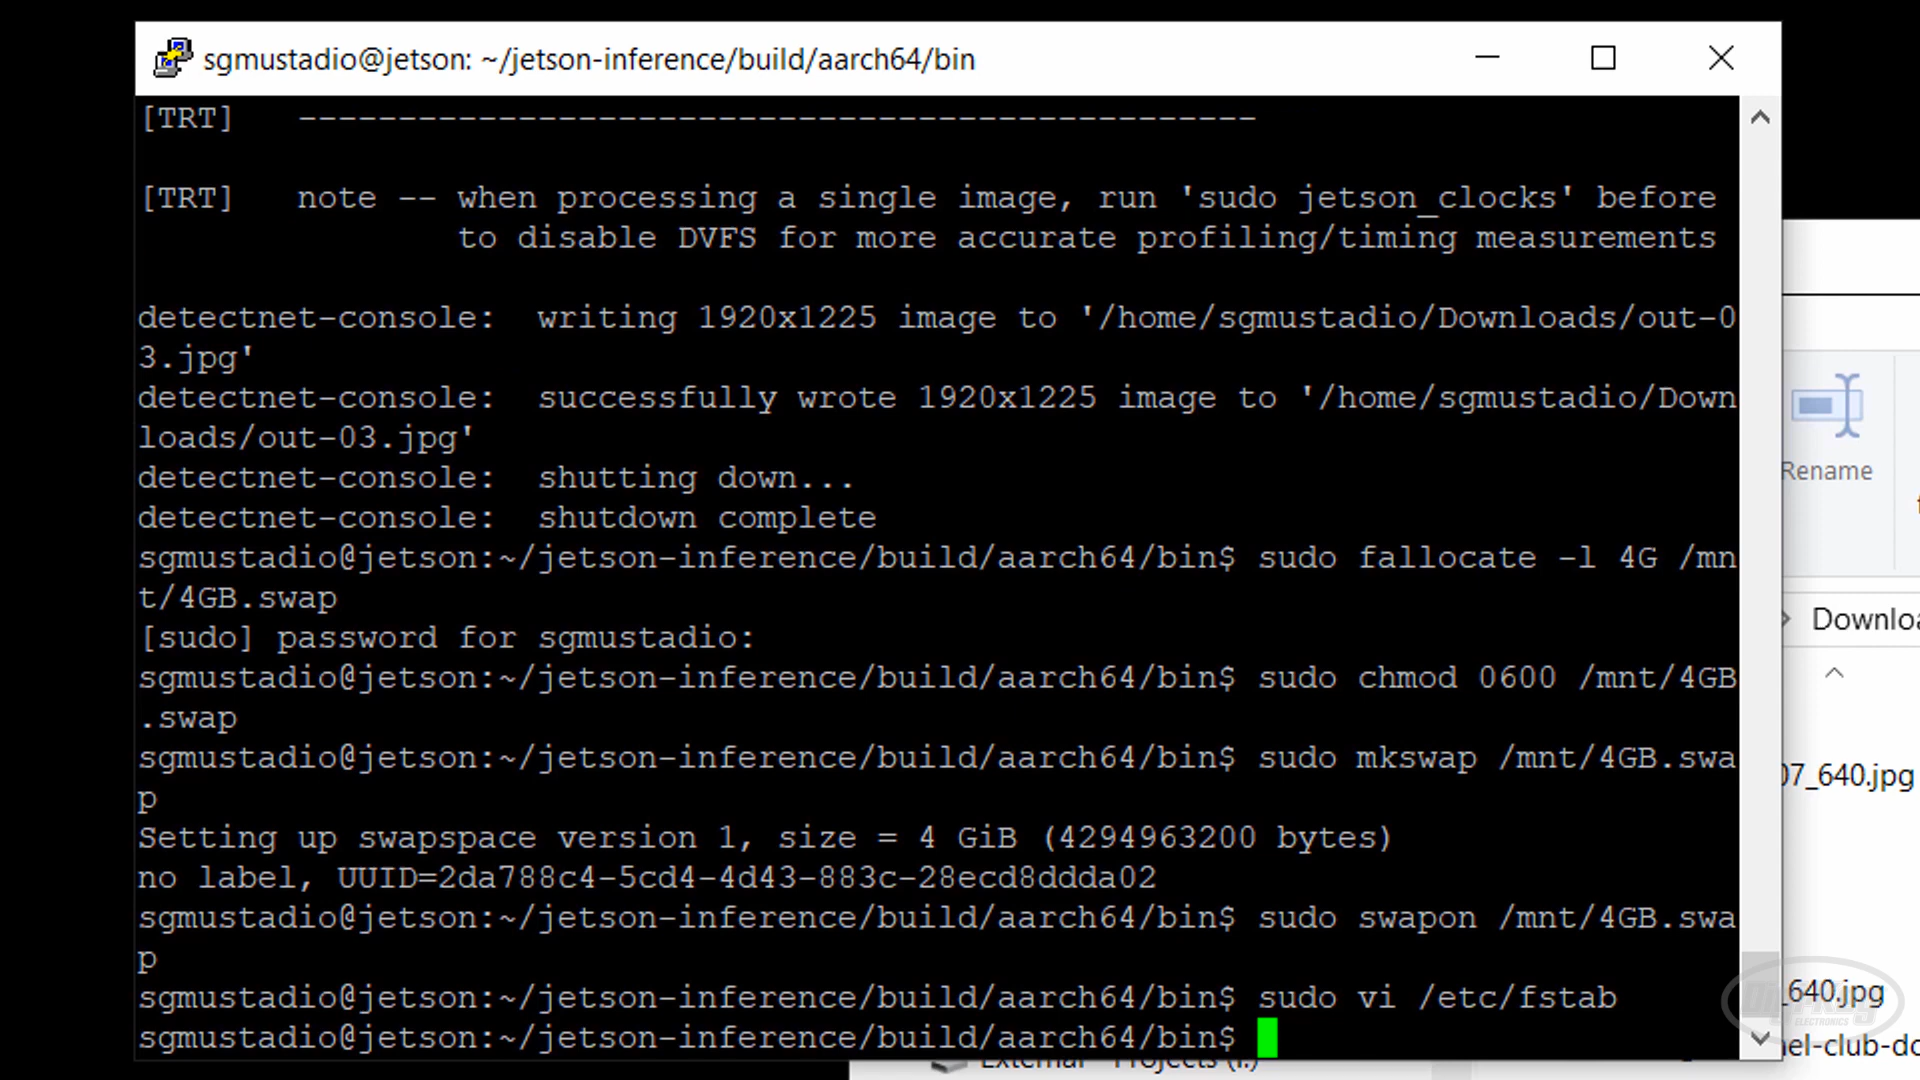 sgmustadio@jetson: ~/jetson-inference/build/aarch64/bin
[TRT] ------------------------------------------------
[TRT] note -- when processing a single image, run 'sudo jetson_clocks' before
to disable DVFS for more accurate profiling/timing measurements
detectnet-console: writing 1920x1225 image to '/home/sgmustadio/Downloads/out-0
3.jpg'
detectnet-console: successfully wrote 1920x1225 image to '/home/sgmustadio/Down
loads/out-03.jpg'
detectnet-console: shutting down...
detectnet-console: shutdown complete
sgmustadio@jetson:~/jetson-inference/build/aarch64/bin$ sudo fallocate -l 4G /mn
t/4GB.swap
[sudo] password for sgmustadio:
sgmustadio@jetson:~/jetson-inference/build/aarch64/bin$ sudo chmod 0600 /mnt/4GB
.swap
sgmustadio@jetson:~/jetson-inference/build/aarch64/bin$ sudo mkswap /mnt/4GB.swa
p
Setting up swapspace version 1, size = 4 GiB (4294963200 bytes)
no label, UUID=2da788c4-5cd4-4d43-883c-28ecd8ddda02
sgmustadio@jetson:~/jetson-inference/build/aarch64/bin$ sudo swapon /mnt/4GB.swa
p
sgmustadio@jetson:~/jetson-inference/build/aarch64/bin$ sudo vi /etc/fstab
sgmustadio@jetson:~/jetson-inference/build/aarch64/bin$
Rename
Downloa
07_640.jpg
_640.jpg
nel-club-do
ELECTRONICS